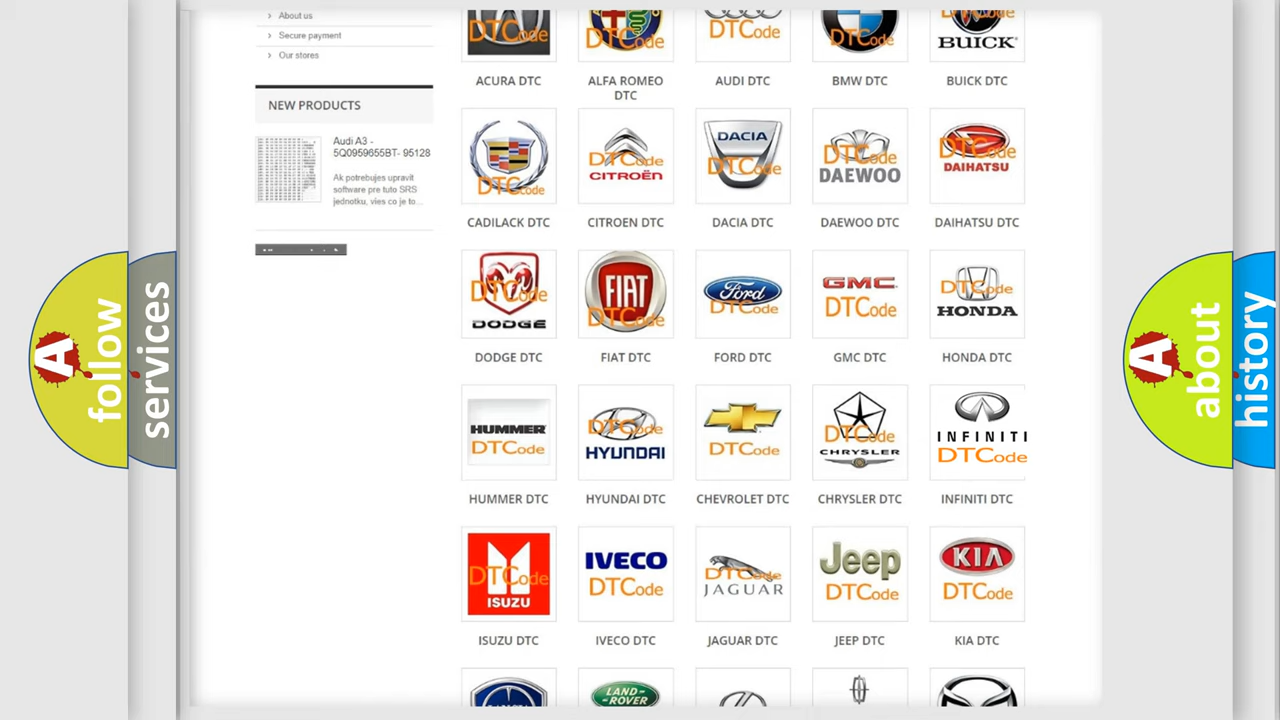 About us
Secure payment
Our stores
NEW PRODUCTS
Audi A3 -
5Q0959655BT- 95128
Ak potrebujes upravit
software pre tuto SRS
jednotku, vies co je to...
DTCode
DTCode
DTCode
DTCode
BUICK
ACURA DTC
ALFA ROMEO
DTC
AUDI DTC
BMW DTC
BUICK DTC
DTCode
DTCode
CITROËN
DACIA
DTCode
DTCode
DAEWOO
DTCode
DAIHATSU
CADILACK DTC
CITROEN DTC
DACIA DTC
DAEWOO DTC
DAIHATSU DTC
DTCode
DODGE
FIAT
DTCode
Ford
DTCode
GMC
DTCode
DTCode
HONDA
DODGE DTC
FIAT DTC
FORD DTC
GMC DTC
HONDA DTC
HUMMER
DTCode
DTCode
HYUNDAI
DTCode
DTCode
CHRYSLER
INFINITI
DTCode
HUMMER DTC
HYUNDAI DTC
CHEVROLET DTC
CHRYSLER DTC
INFINITI DTC
DTCode
ISUZU
IVECO
DTCode
DTCode
JAGUAR
Jeep
DTCode
KIA
DTCode
ISUZU DTC
IVECO DTC
JAGUAR DTC
JEEP DTC
KIA DTC
LAND-
ROVER
A follow
services
A about
history